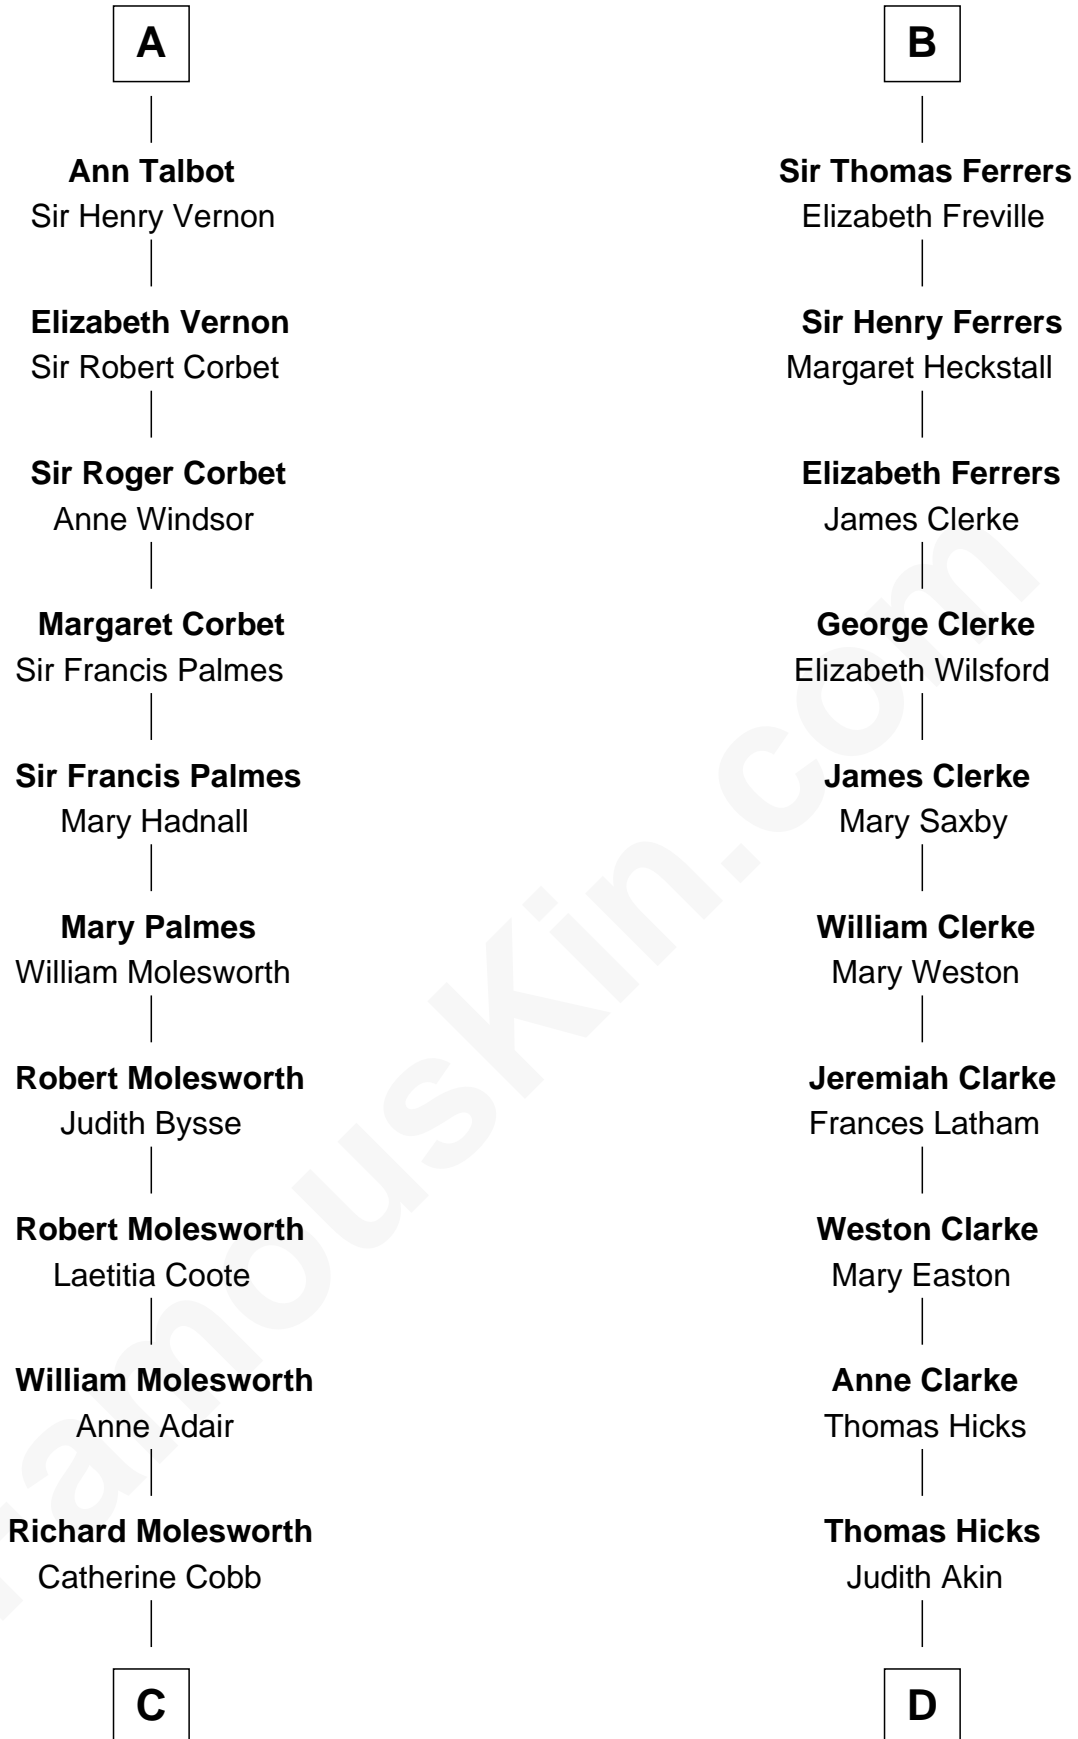 A
Ann Talbot
Sir Henry Vernon
Elizabeth Vernon
Sir Robert Corbet
Sir Roger Corbet
Anne Windsor
Margaret Corbet
Sir Francis Palmes
Sir Francis Palmes
Mary Hadnall
Mary Palmes
William Molesworth
Robert Molesworth
Judith Bysse
Robert Molesworth
Laetitia Coote
William Molesworth
Anne Adair
Richard Molesworth
Catherine Cobb
C
B
Sir Thomas Ferrers
Elizabeth Freville
Sir Henry Ferrers
Margaret Heckstall
Elizabeth Ferrers
James Clerke
George Clerke
Elizabeth Wilsford
James Clerke
Mary Saxby
William Clerke
Mary Weston
Jeremiah Clarke
Frances Latham
Weston Clarke
Mary Easton
Anne Clarke
Thomas Hicks
Thomas Hicks
Judith Akin
D
FamousKin.com